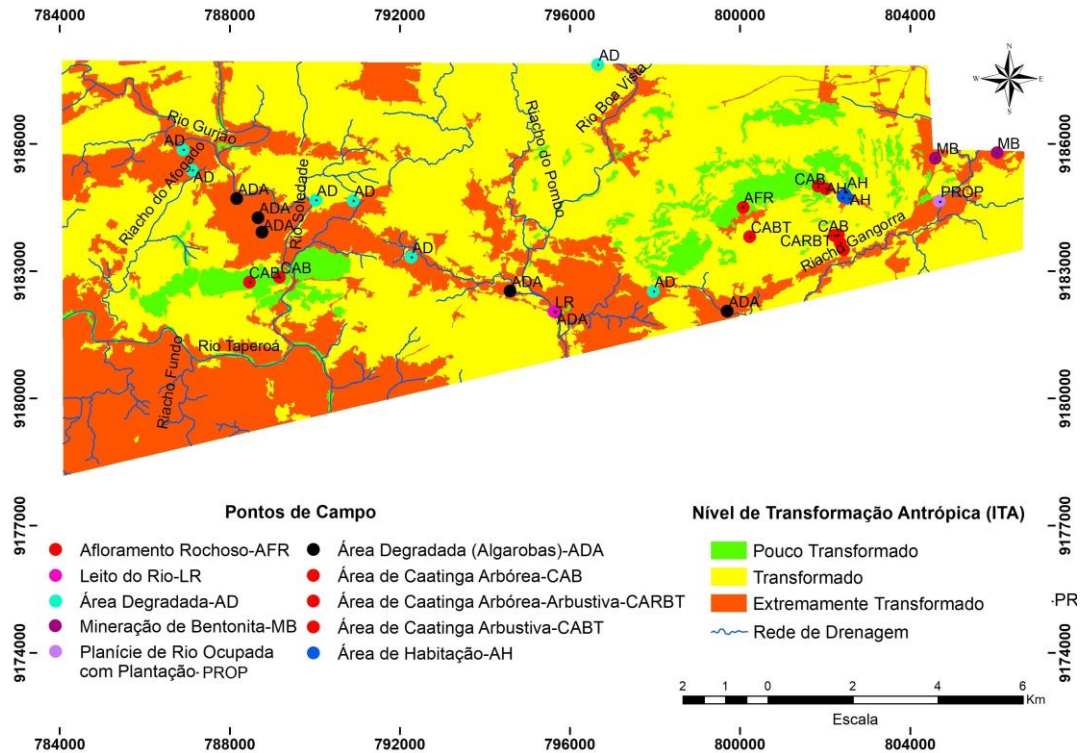 784000 788000 792000 796000 800000 804000
N
W E
S
AD
Rio Boa Vista
Riacho do Pombo
9186000
Rio Gurjão
AD
Riacho do Afogado
AD
ADA
ADA
ADA
Rio Soledade
AD
AD
AD
MB
MB
9186000
PROP
CAB
AH
AH
AH
AFR
CABT
CAB
CARBT
Riacho Gangorra
9183000
CAB
CAB
ADA
LR
ADA
AD
ADA
9183000
Rio Taperoá
Riacho Fundo
9180000
9180000
Pontos de Campo
Afloramento Rochoso-AFR
Leito do Rio-LR
Área Degradada-AD
Mineração de Bentonita-MB
Planície de Rio Ocupada
com Plantação-PROP
Área Degradada (Algarobas)-ADA
Área de Caatinga Arbórea-CAB
Área de Caatinga Arbórea-Arbustiva-CARBT
Área de Caatinga Arbustiva-CABT
Área de Habitação-AH
Nível de Transformação Antrópica (ITA)
Pouco Transformado
Transformado
Extremamente Transformado
Rede de Drenagem
·PR
9177000
9177000
9174000
9174000
2 1 0 2 4 6
Km
Escala
784000 788000 792000 796000 800000 804000